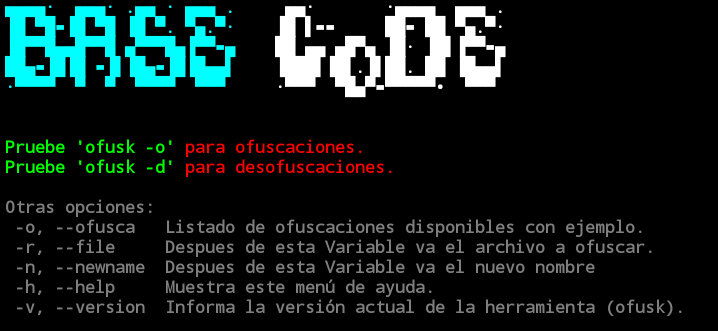 BASE CoDE
Pruebe 'ofusk -o' para ofuscaciones.
Pruebe 'ofusk -d' para desofuscaciones.
Otras opciones:
-o, --ofusca Listado de ofuscaciones disponibles con ejemplo.
-r, --file Despues de esta Variable va el archivo a ofuscar.
-n, --newname Despues de esta Variable va el nuevo nombre
-h, --help Muestra este menú de ayuda.
-v, --version Informa la versión actual de la herramienta (ofusk).